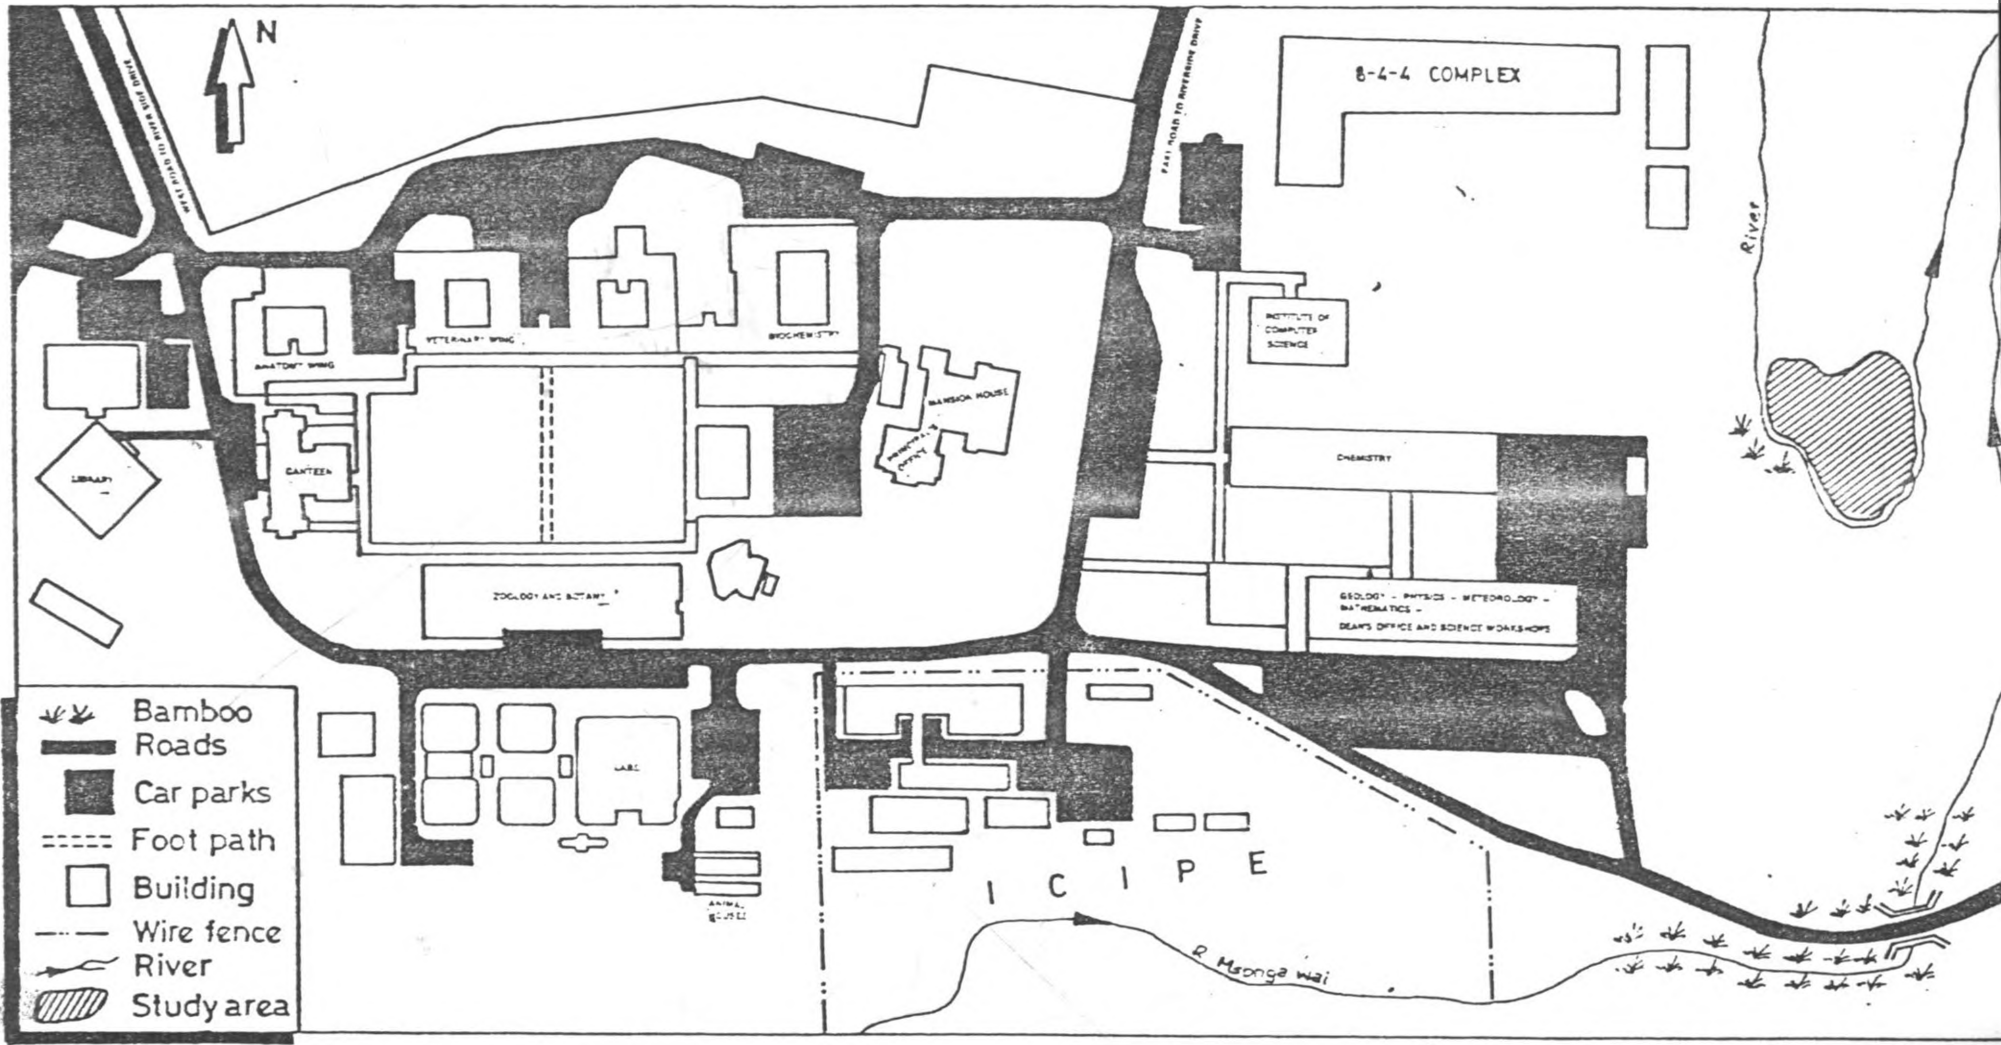 N
WEST ROAD TO RIVER SIDE DRIVE
EAST ROAD TO RIVERSIDE DRIVE
8-4-4 COMPLEX
River
INSTITUTE OF
COMPUTER
SCIENCE
VETERINARY WING
BIOCHEMISTRY
ANATOMY WING
MANSION HOUSE
PRINCIPAL'S
OFFICE
CANTEEN
LIBRARY
CHEMISTRY
ZOOLOGY AND BOTANY
GEOLOGY - PHYSICS - METEOROLOGY -
MATHEMATICS -
DEAN'S OFFICE AND SCIENCE WORKSHOPS
LABS
ANIMAL
HOUSES
I C I P E
R Msonga Wai
Bamboo
Roads
Car parks
Foot path
Building
Wire fence
River
Study area